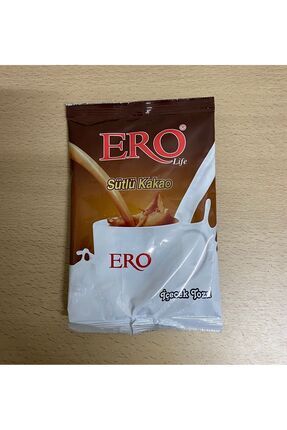 ERO®
Life
Sütlü Kakao
ERO
İçecek Tozu